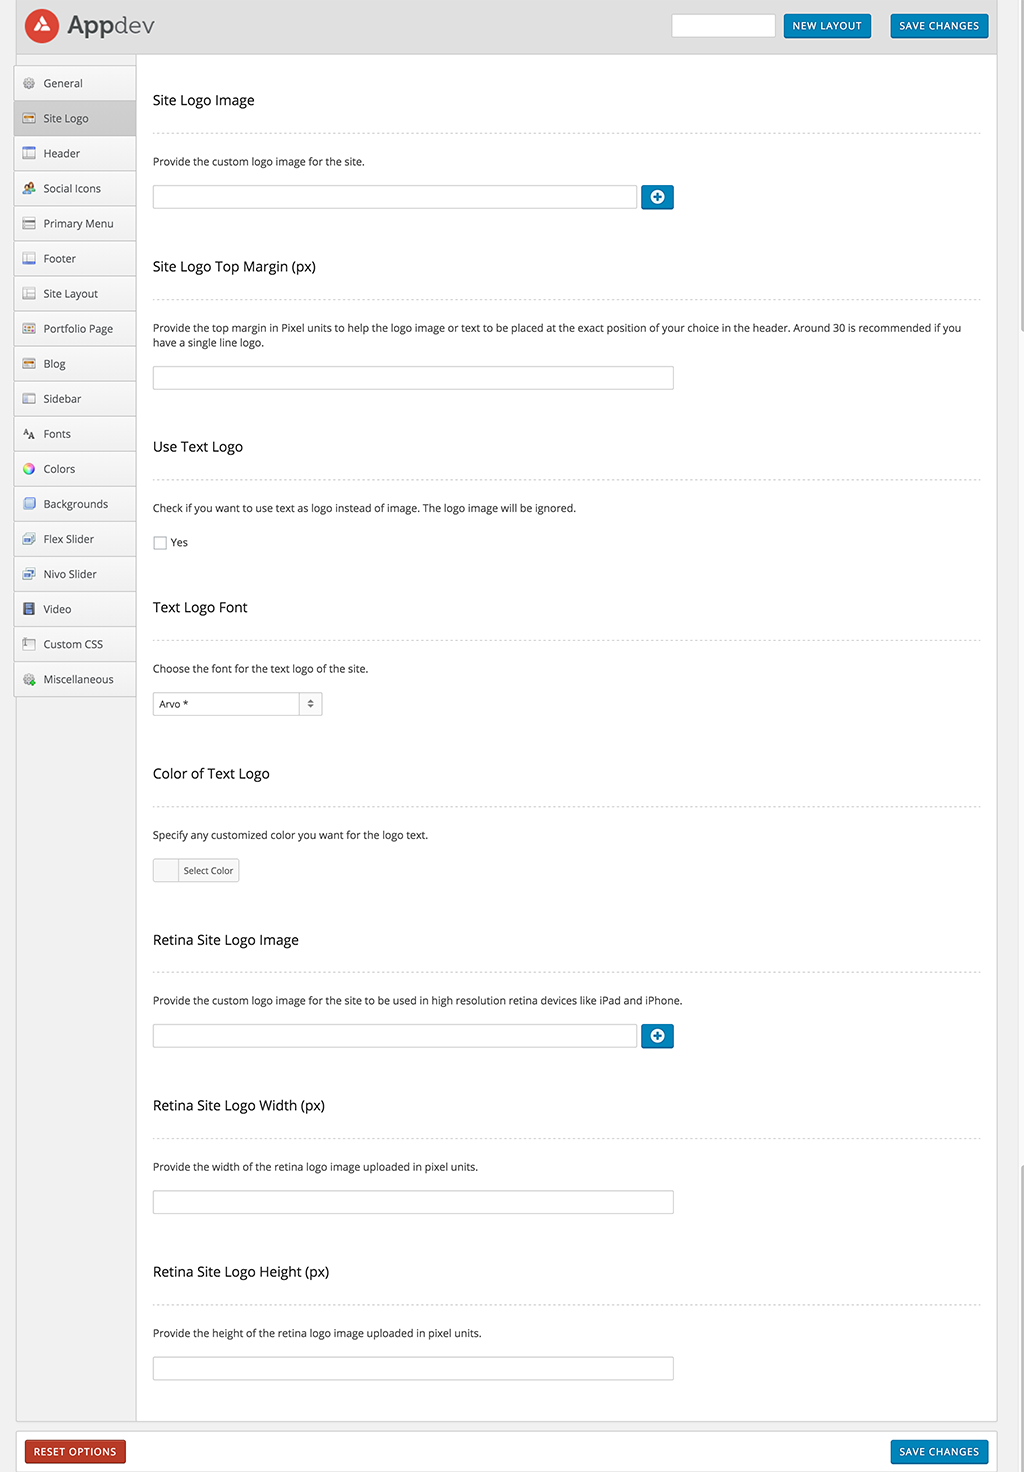 Appdev
NEW LAYOUT
SAVE CHANGES
General
Site Logo
Header
Social Icons
Primary Menu
Footer
Site Layout
Portfolio Page
Blog
Sidebar
Fonts
Colors
Backgrounds
Flex Slider
Nivo Slider
Video
Custom CSS
Miscellaneous
Site Logo Image
Provide the custom logo image for the site.
Site Logo Top Margin (px)
Provide the top margin in Pixel units to help the logo image or text to be placed at the exact position of your choice in the header. Around 30 is recommended if you
have a single line logo.
Use Text Logo
Check if you want to use text as logo instead of image. The logo image will be ignored.
Yes
Text Logo Font
Choose the font for the text logo of the site.
Arvo *
Color of Text Logo
Specify any customized color you want for the logo text.
Select Color
Retina Site Logo Image
Provide the custom logo image for the site to be used in high resolution retina devices like iPad and iPhone.
Retina Site Logo Width (px)
Provide the width of the retina logo image uploaded in pixel units.
Retina Site Logo Height (px)
Provide the height of the retina logo image uploaded in pixel units.
RESET OPTIONS
SAVE CHANGES